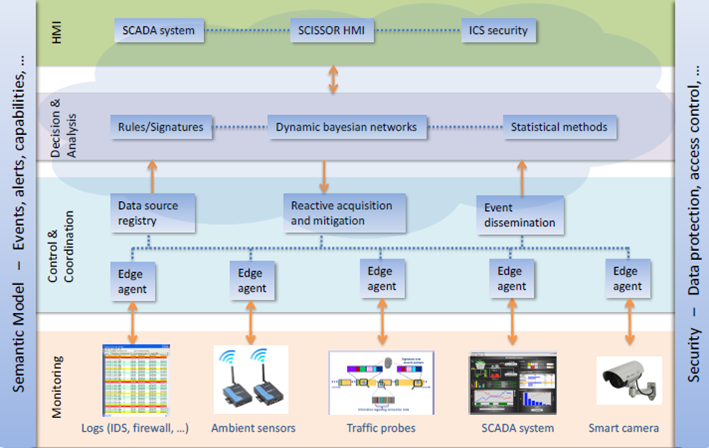 Semantic Model – Events, alerts, capabilities, ...
HMI
SCADA system
SCISSOR HMI
ICS security
Decision &
Analysis
Rules/Signatures
Dynamic bayesian networks
Statistical methods
Control &
Coordination
Data source
registry
Reactive acquisition
and mitigation
Event
dissemination
Edge
agent
Edge
agent
Edge
agent
Edge
agent
Edge
agent
Monitoring
Logs (IDS, firewall, ...)
Ambient sensors
Traffic probes
SCADA system
Smart camera
Security – Data protection, access control, ...